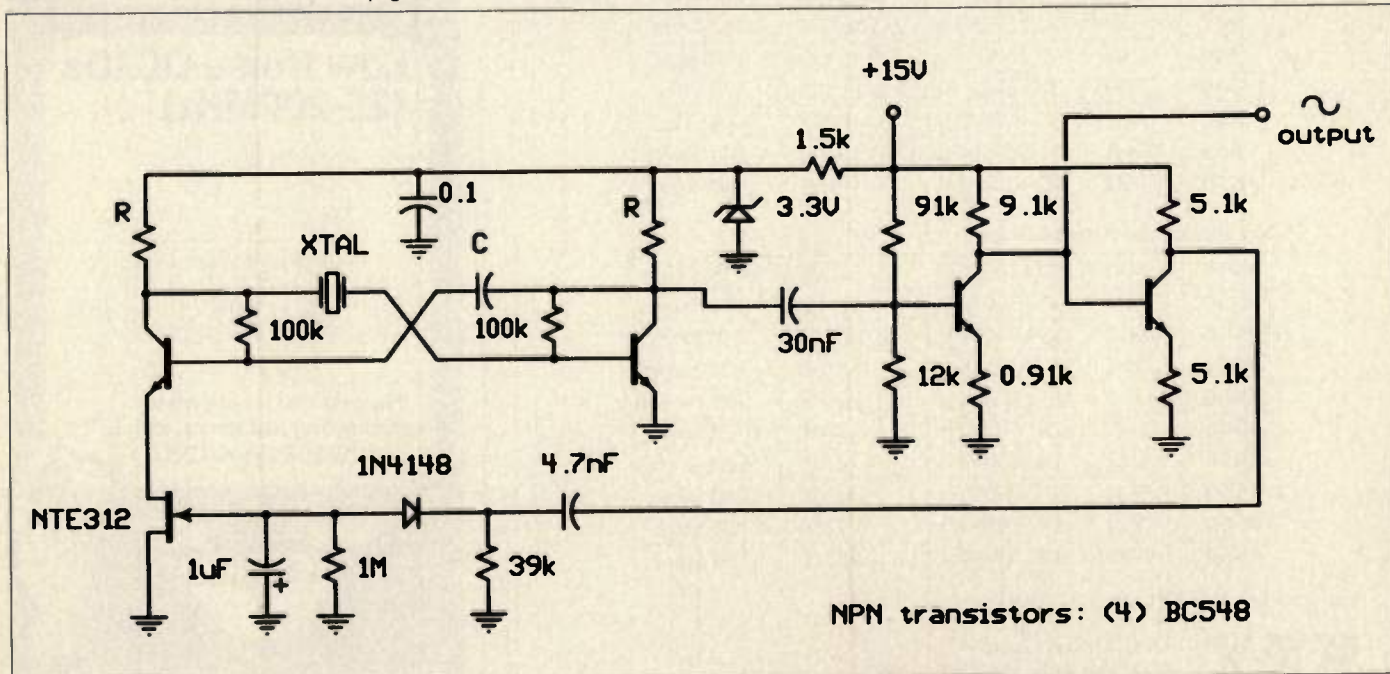 +15V
output
1.5k
0.1
R
R
3.3V
91k
9.1k
5.1k
XTAL
C
100k
100k
30nF
12k
0.91k
5.1k
1N4148
4.7nF
NTE312
1uF
+
1M
39k
NPN transistors: (4) BC548